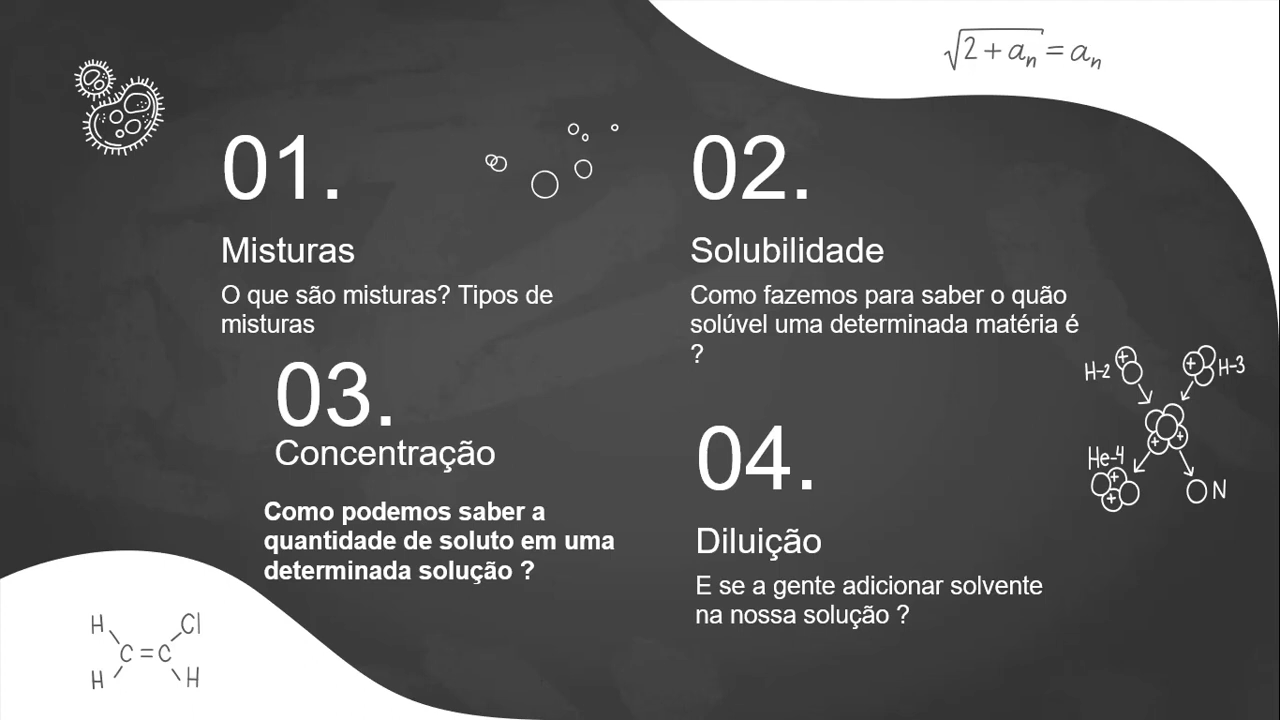 √2 + aₙ = aₙ
01.
Misturas
O que são misturas? Tipos de
misturas
02.
Solubilidade
Como fazemos para saber o quão
solúvel uma determinada matéria é
?
03.
Concentração
Como podemos saber a
quantidade de soluto em uma
determinada solução ?
04.
Diluição
E se a gente adicionar solvente
na nossa solução ?
H-2
H-3
+ +
+ +
He-4
+
+
N
H Cl
C = C
H H